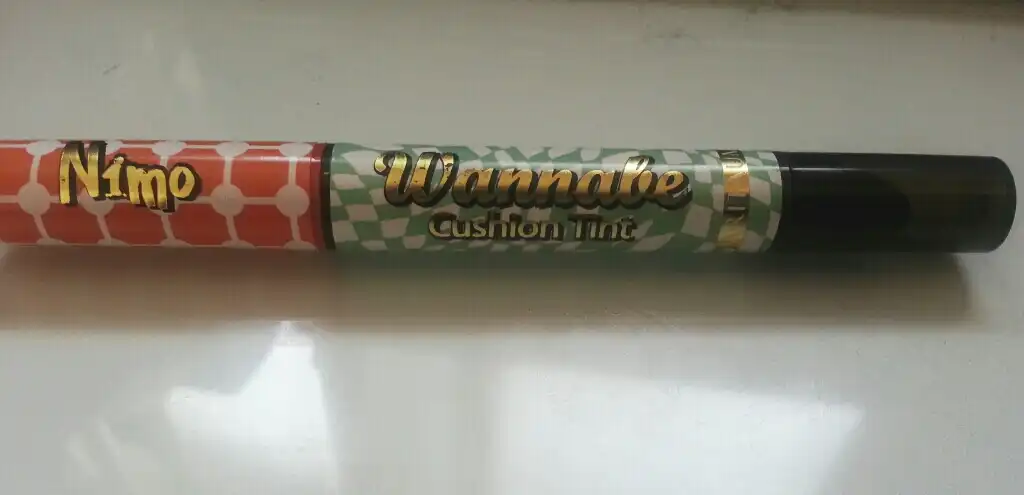 Nimo
Wannabe
Cushion Tint